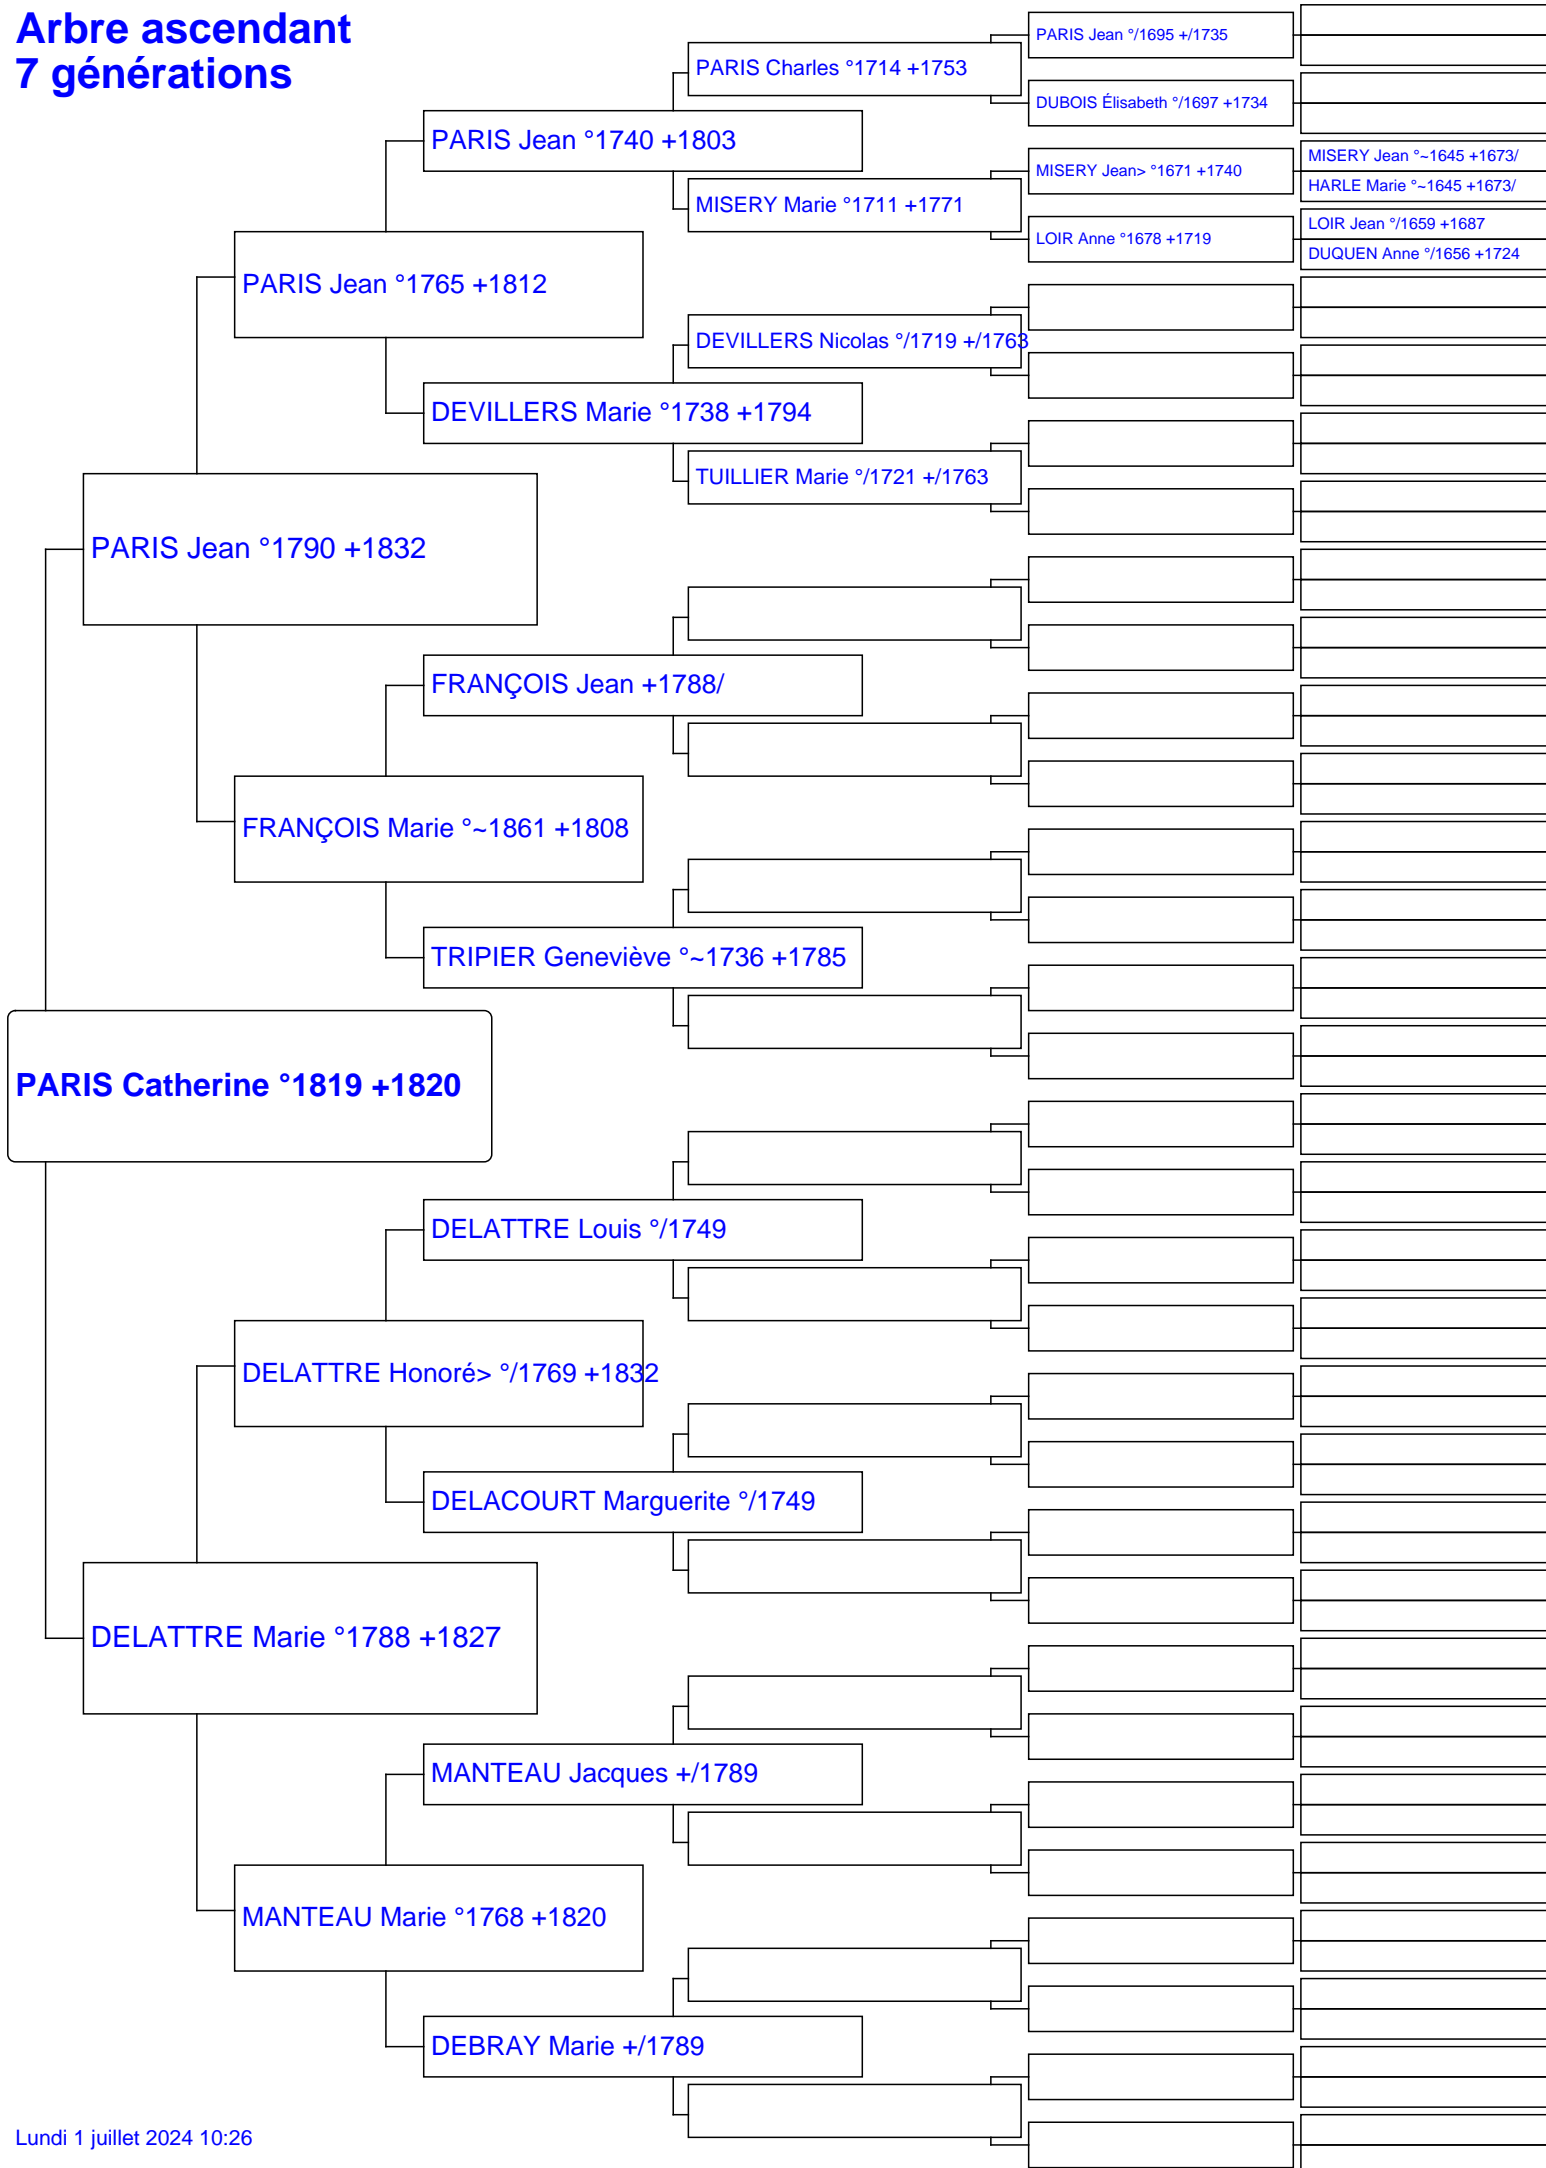 Arbre ascendant
7 générations
PARIS Jean °/1695 +/1735
PARIS Charles °1714 +1753
DUBOIS Élisabeth °/1697 +1734
PARIS Jean °1740 +1803
MISERY Jean °~1645 +1673/
MISERY Jean> °1671 +1740
HARLE Marie °~1645 +1673/
MISERY Marie °1711 +1771
LOIR Jean °/1659 +1687
LOIR Anne °1678 +1719
DUQUEN Anne °/1656 +1724
PARIS Jean °1765 +1812
DEVILLERS Nicolas °/1719 +/1763
DEVILLERS Marie °1738 +1794
TUILLIER Marie °/1721 +/1763
PARIS Jean °1790 +1832
FRANÇOIS Jean +1788/
FRANÇOIS Marie °~1861 +1808
TRIPIER Geneviève °~1736 +1785
PARIS Catherine °1819 +1820
DELATTRE Louis °/1749
DELATTRE Honoré> °/1769 +1832
DELACOURT Marguerite °/1749
DELATTRE Marie °1788 +1827
MANTEAU Jacques +/1789
MANTEAU Marie °1768 +1820
DEBRAY Marie +/1789
Lundi 1 juillet 2024 10:26